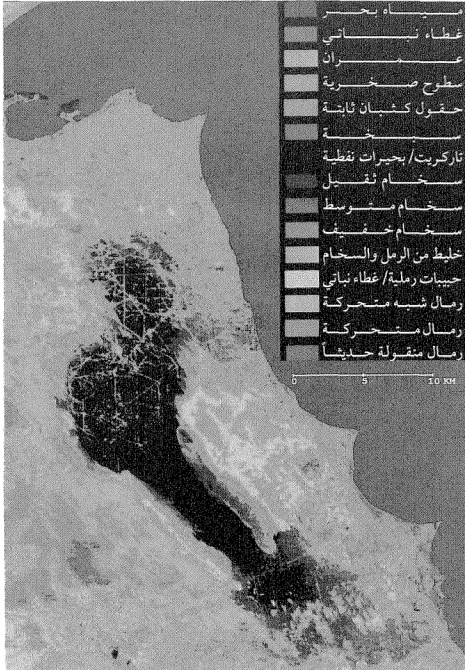 مياه بحر
غطاء نباتي
عمران
سطوح صخرية
حقول كثبان ثابتة
سبخة
تاركريت/بحيرات نفطية
سخام ثقيل
سخام متوسط
سخام خفيف
خليط من الرمل والسخام
حبيبات رملية/غطاء نباتي
رمال شبه متحركة
رمال متحركة
رمال منقولة حديثاً
0 5 10 KM